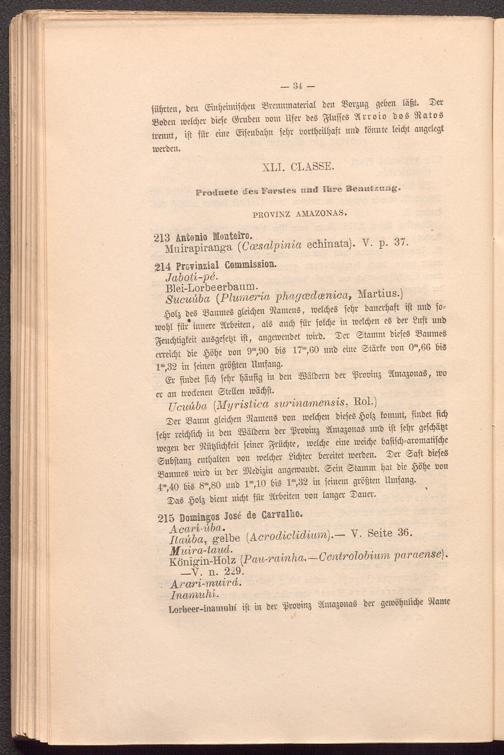 — 34 —
führten, den Einheimischen Brennmaterial den Vorzug geben läßt. Der
Boden welcher diese Gruben vom Ufer des Flusses Arroio dos Ratos
trennt, ist für eine Eisenbahn sehr vortheilhaft und könnte leicht angelegt
werden.
XLI. CLASSE.
Producte des Forstes und ihre Benutzung.
PROVINZ AMAZONAS.
213 Antonio Monteiro.
Muirapiranga (Cæsalpinia echinata). V. p. 37.
214 Provinzial Commission.
Jaboti-pé.
Blei-Lorbeerbaum.
Sucuúba (Plumeria phagœdænica, Martius.)
Holz des Baumes gleichen Namens, welches sehr dauerhaft ist und so-
wohl für innere Arbeiten, als auch für solche in welchen es der Luft und
Feuchtigkeit ausgesetzt ist, angewendet wird. Der Stamm dieses Baumes
erreicht die Höhe von 9m,90 bis 17m,60 und eine Stärke von 0m,66 bis
1m,32 in seinen größten Umfang.
Er findet sich sehr häufig in den Wäldern der Provinz Amazonas, wo
er an trockenen Stellen wächst.
Ucuúba (Myristica surinamensis, Rol.)
Der Baum gleichen Namens von welchen dieses Holz kommt, findet sich
sehr reichlich in den Wäldern der Provinz Amazonas und ist sehr geschätzt
wegen der Nützlichkeit seiner Früchte, welche eine weiche balsich-aromatische
Substanz enthalten von welcher Lichter bereitet werden. Der Saft dieses
Baumes wird in der Medizin angewandt. Sein Stamm hat die Höhe von
4m,40 bis 8m,80 und 1m,10 bis 1m,32 in seinem größten Umfang.
Das Holz dient nicht für Arbeiten von langer Dauer.
215 Domingos José de Carvalho.
Acari-úba.
Itaúba, gelbe (Acrodiclidium).— V. Seite 36.
Muira-taud.
Königin-Holz (Pau-rainha.—Centrolobium paraense).
—V. n. 229.
Arari-muirá.
Inamuhi.
Lorbeer-inamuhi ist in der Provinz Amazonas der gewöhnliche Name